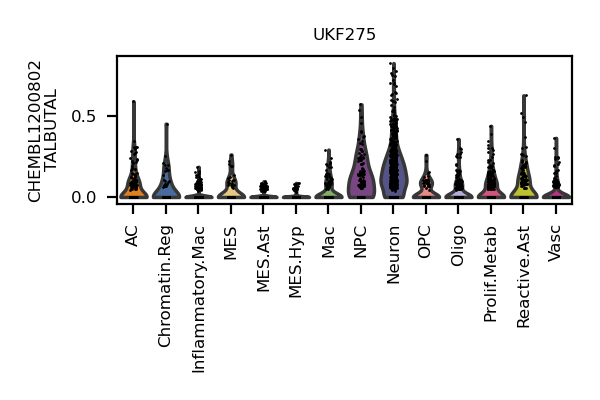 UKF275
CHEMBL1200802
TALBUTAL
0.5
0.0
AC
Chromatin.Reg
Inflammatory.Mac
MES
MES.Ast
MES.Hyp
Mac
NPC
Neuron
OPC
Oligo
Prolif.Metab
Reactive.Ast
Vasc